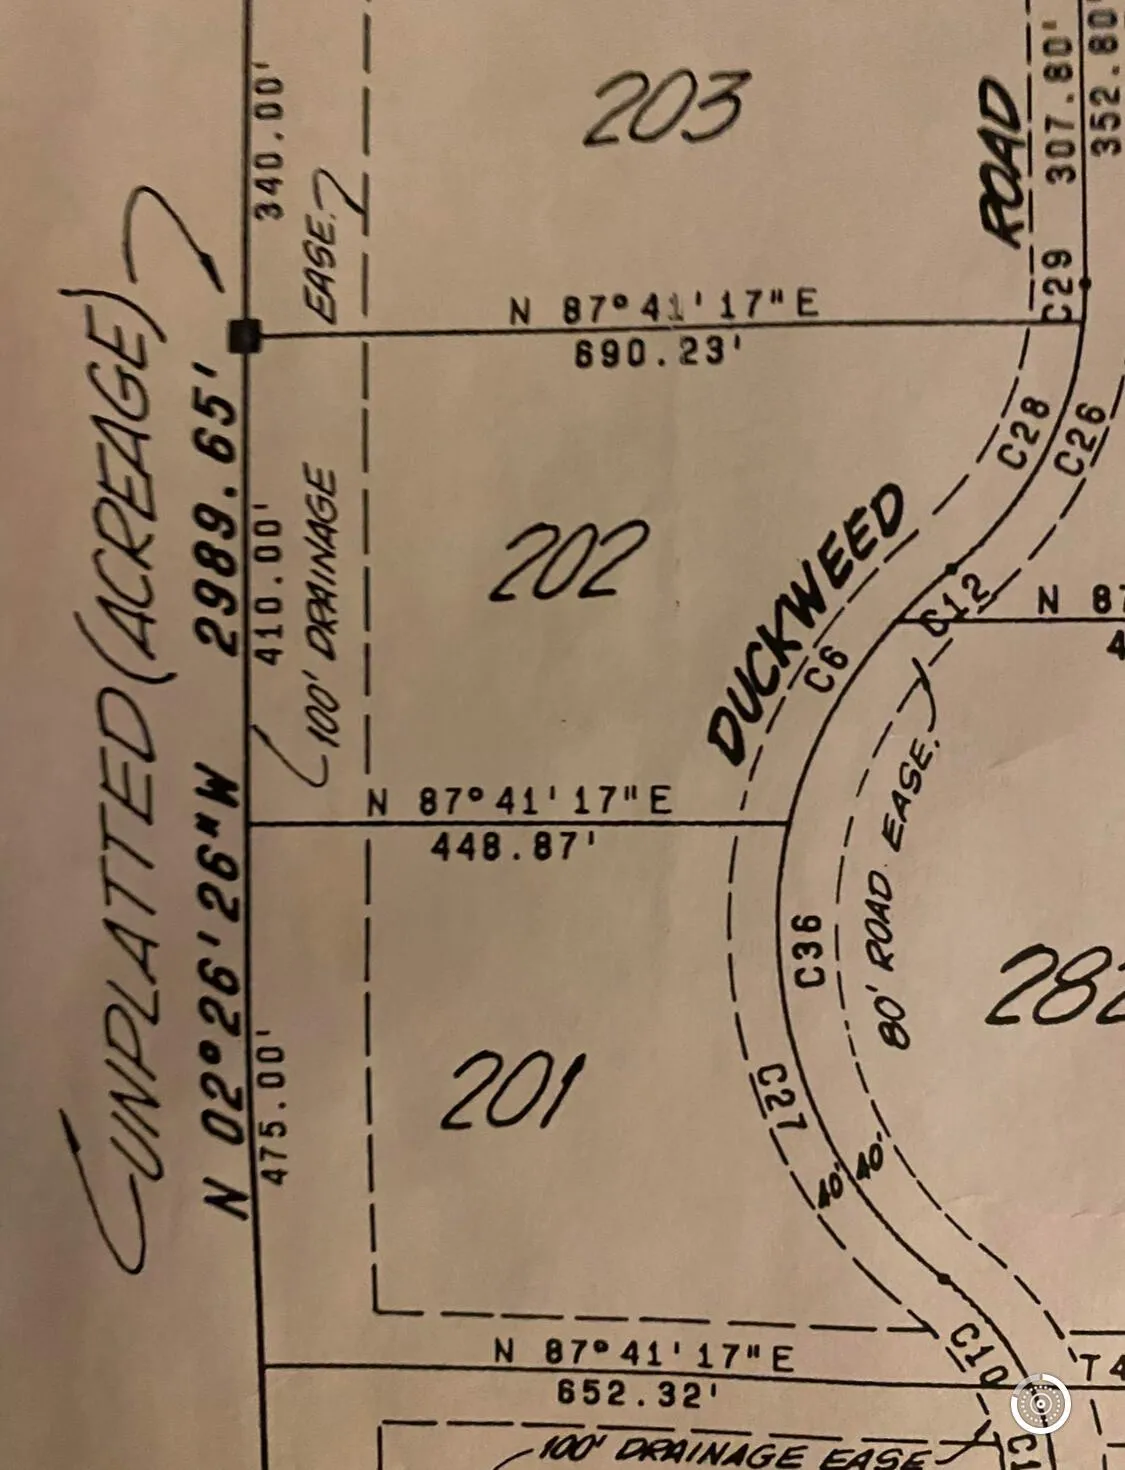 203
ROAD
307.80'
352.80'
340.00'
EASE.
C29
N 87°41'17"E
690.23'
UNPLATTED (ACREAGE)
N 02°26'26"W 2989.65'
410.00'
100' DRAINAGE
202
C28
C26
DUCKWEED
C12
N 87
C6
80' ROAD EASE.
N 87°41'17"E
448.87'
C36
282
201
475.00'
C27
40'
40'
N 87°41'17"E
652.32'
C10
T4
100' DRAINAGE EASE